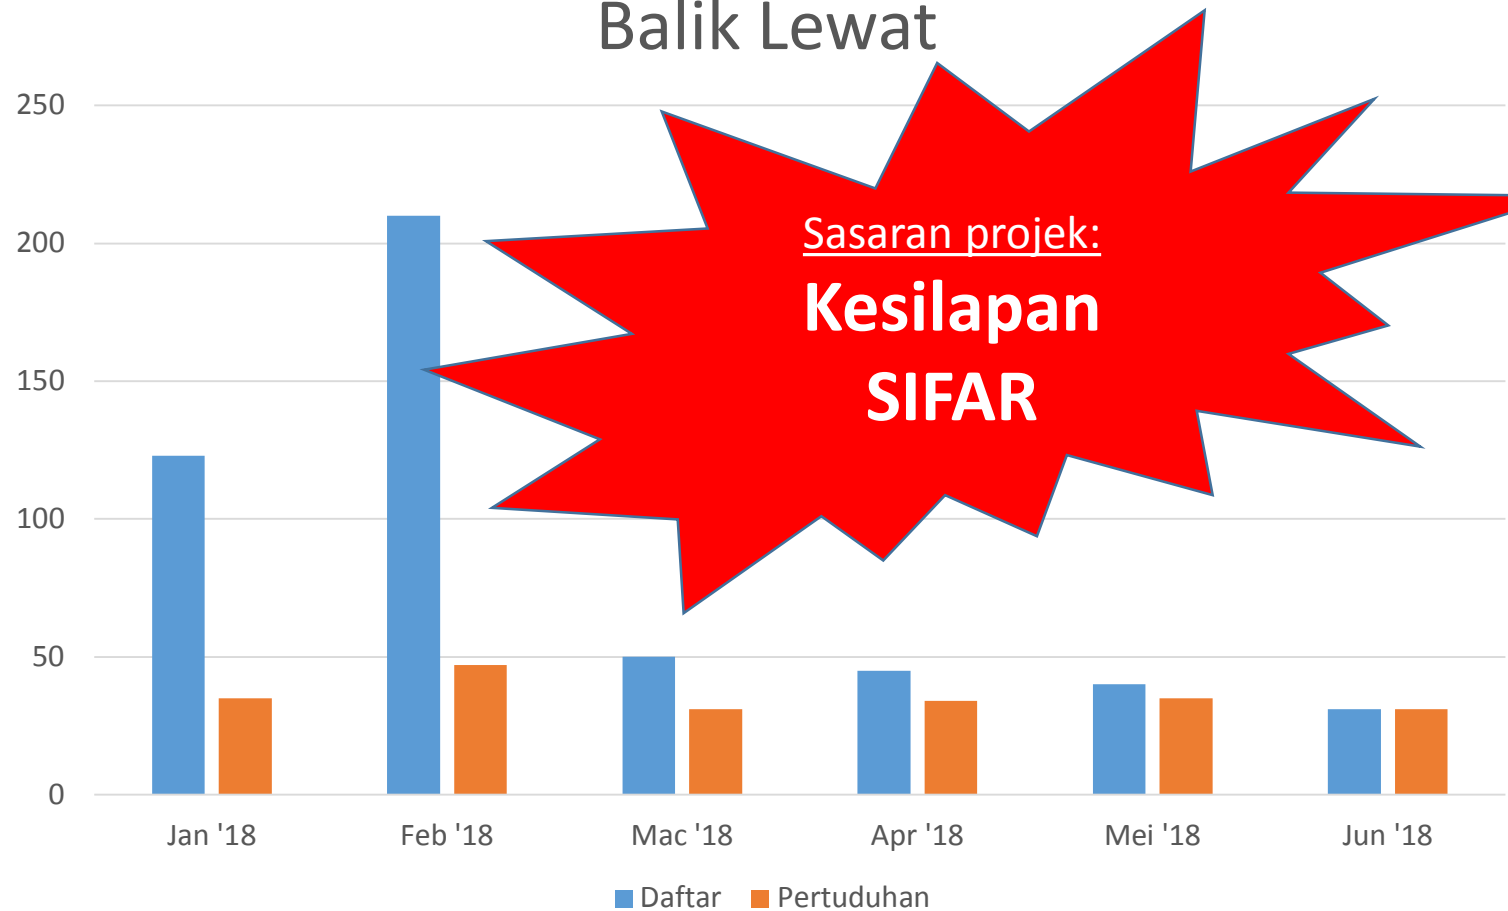 Balik Lewat
250
200
150
100
50
0
Sasaran projek:
Kesilapan
SIFAR
Jan '18
Feb '18
Mac '18
Apr '18
Mei '18
Jun '18
Daftar
Pertuduhan